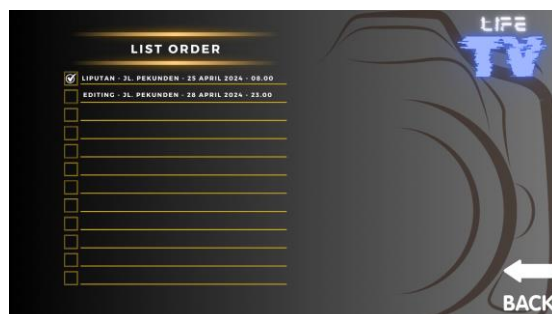 LIFE
TV
LIST ORDER
LIPUTAN - JL. PEKUNDEN - 25 APRIL 2024 - 08.00
EDITING - JL. PEKUNDEN - 28 APRIL 2024 - 23.00
BACK